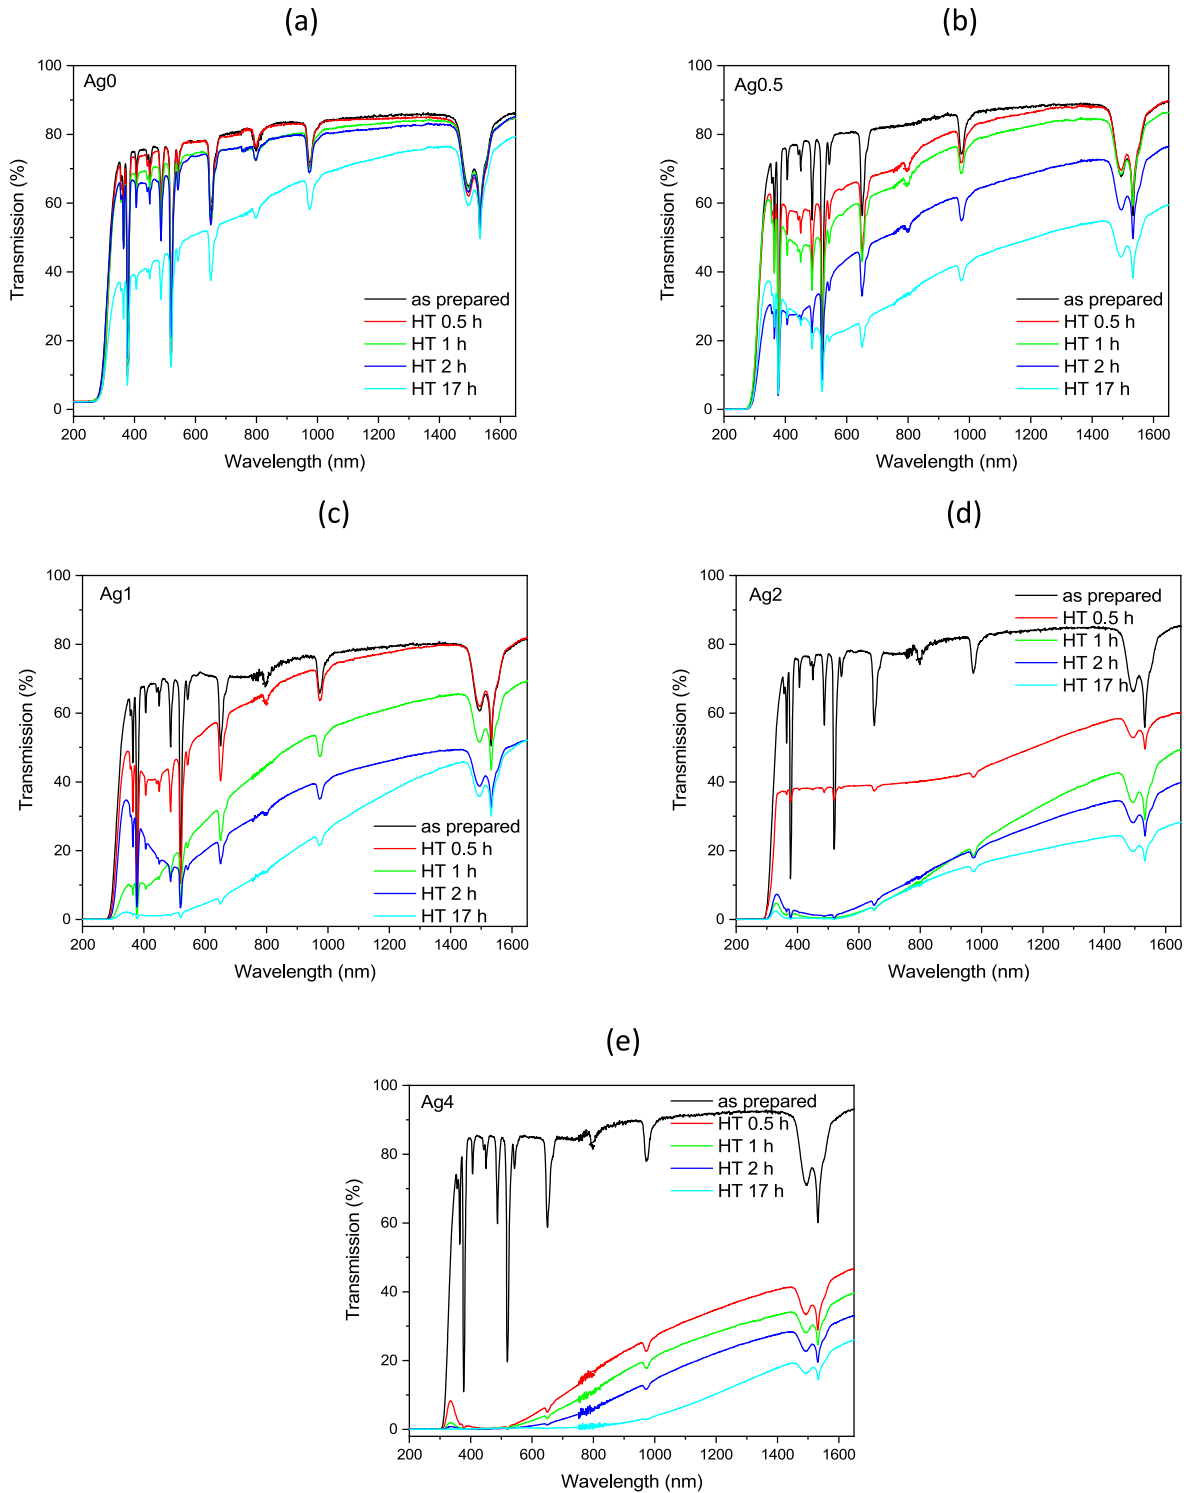 (a)
Ag0
100
80
60
40
20
0
200 400 600 800 1000 1200 1400 1600
Transmission (%)
Wavelength (nm)
as prepared
HT 0.5 h
HT 1 h
HT 2 h
HT 17 h
(b)
Ag0.5
100
80
60
40
20
0
200 400 600 800 1000 1200 1400 1600
Transmission (%)
Wavelength (nm)
as prepared
HT 0.5 h
HT 1 h
HT 2 h
HT 17 h
(c)
Ag1
100
80
60
40
20
0
200 400 600 800 1000 1200 1400 1600
Transmission (%)
Wavelength (nm)
as prepared
HT 0.5 h
HT 1 h
HT 2 h
HT 17 h
(d)
Ag2
100
80
60
40
20
0
200 400 600 800 1000 1200 1400 1600
Transmission (%)
Wavelength (nm)
as prepared
HT 0.5 h
HT 1 h
HT 2 h
HT 17 h
(e)
Ag4
100
80
60
40
20
0
200 400 600 800 1000 1200 1400 1600
Transmission (%)
Wavelength (nm)
as prepared
HT 0.5 h
HT 1 h
HT 2 h
HT 17 h